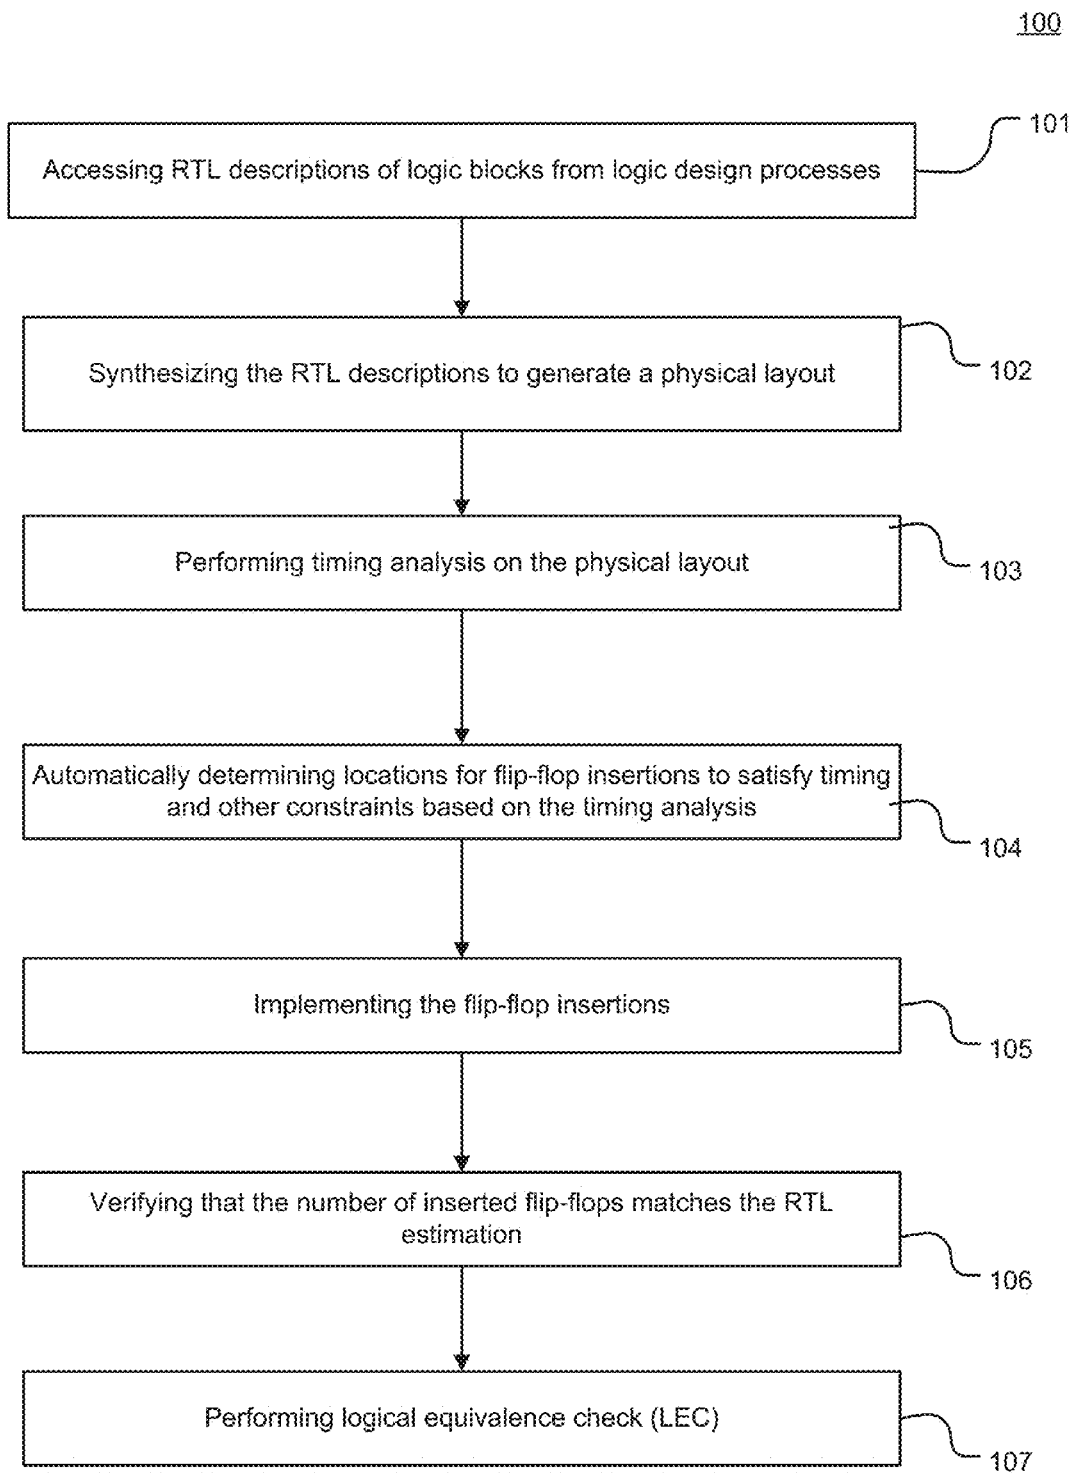 100
Accessing RTL descriptions of logic blocks from logic design processes
101
Synthesizing the RTL descriptions to generate a physical layout
102
Performing timing analysis on the physical layout
103
Automatically determining locations for flip-flop insertions to satisfy timing
and other constraints based on the timing analysis
104
Implementing the flip-flop insertions
105
Verifying that the number of inserted flip-flops matches the RTL
estimation
106
Performing logical equivalence check (LEC)
107